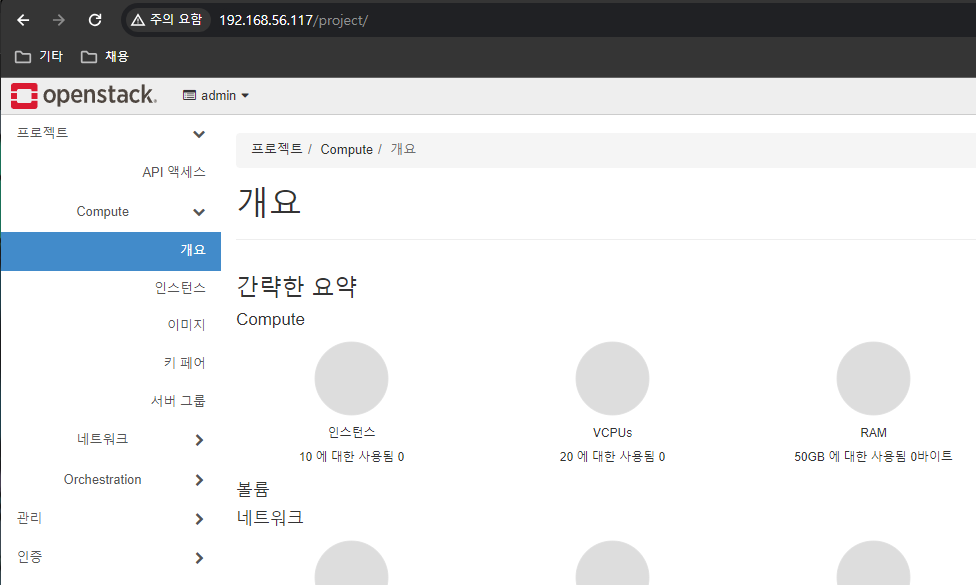 주의 요함 192.168.56.117/project/
기타 채용
openstack. admin
프로젝트
API 액세스
Compute
개요
인스턴스
이미지
키 페어
서버 그룹
네트워크
Orchestration
관리
인증
프로젝트 / Compute / 개요
개요
간략한 요약
Compute
인스턴스 VCPUs RAM
10 에 대한 사용됨 0 20 에 대한 사용됨 0 50GB 에 대한 사용됨 0바이트
볼륨
네트워크